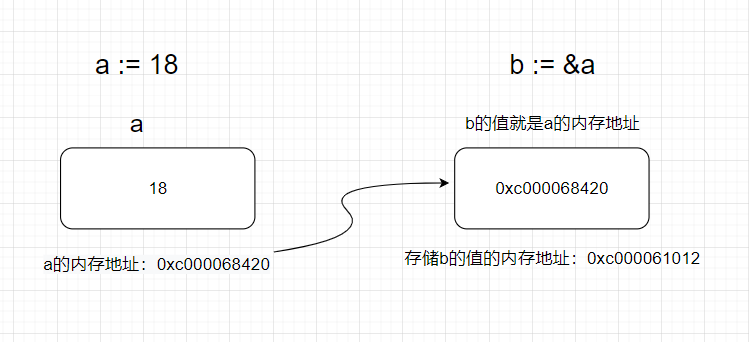 a := 18
b := &a
a
b的值就是a的内存地址
18
0xc000068420
a的内存地址：0xc000068420
存储b的值的内存地址：0xc000061012